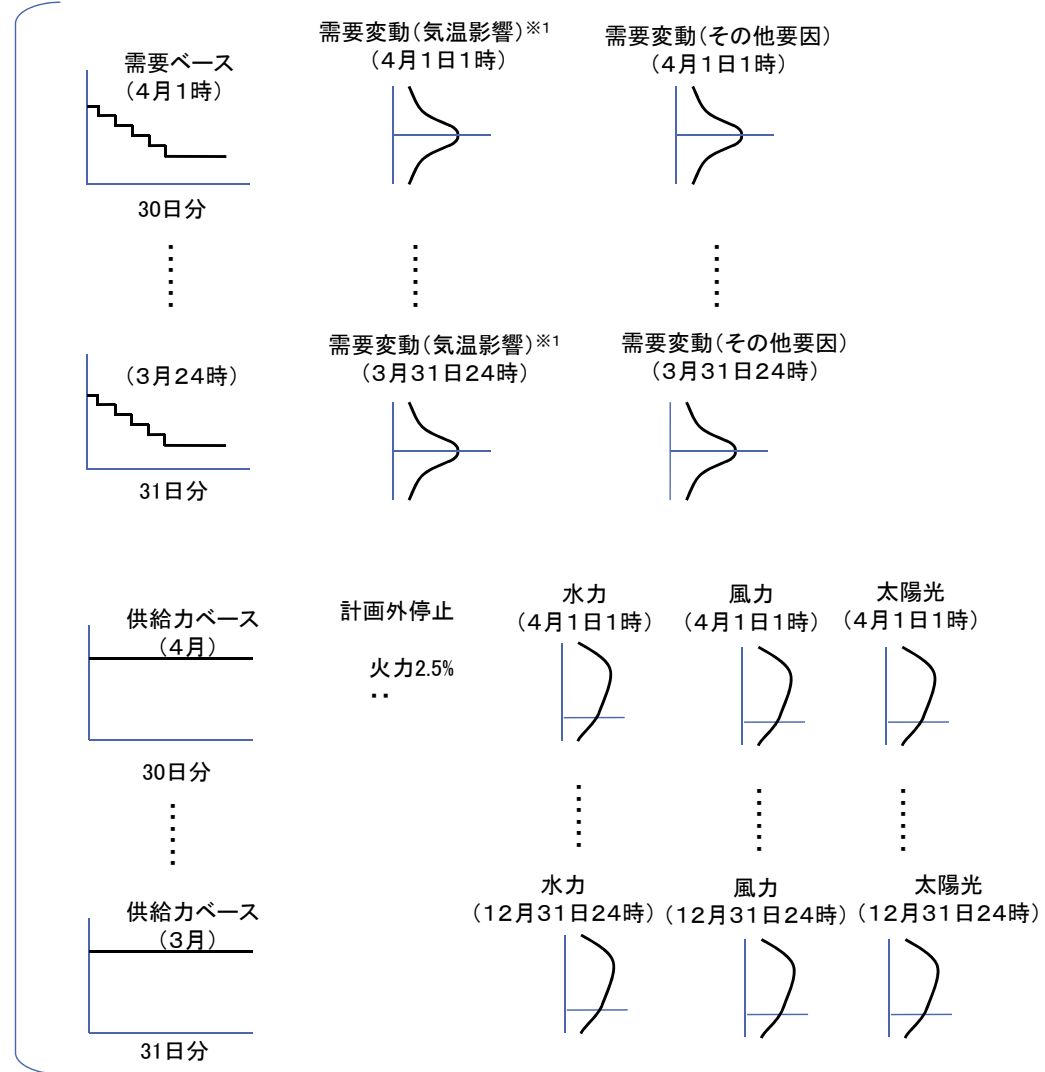 需要ベース
（4月1時）
30日分
需要変動（気温影響）※1
（4月1日1時）
需要変動（その他要因）
（4月1日1時）
（3月24時）
31日分
需要変動（気温影響）※1
（3月31日24時）
需要変動（その他要因）
（3月31日24時）
供給力ベース
（4月）
30日分
計画外停止
火力2.5%
‥
水力
（4月1日1時）
風力
（4月1日1時）
太陽光
（4月1日1時）
供給力ベース
（3月）
31日分
水力
（12月31日24時）
風力
（12月31日24時）
太陽光
（12月31日24時）